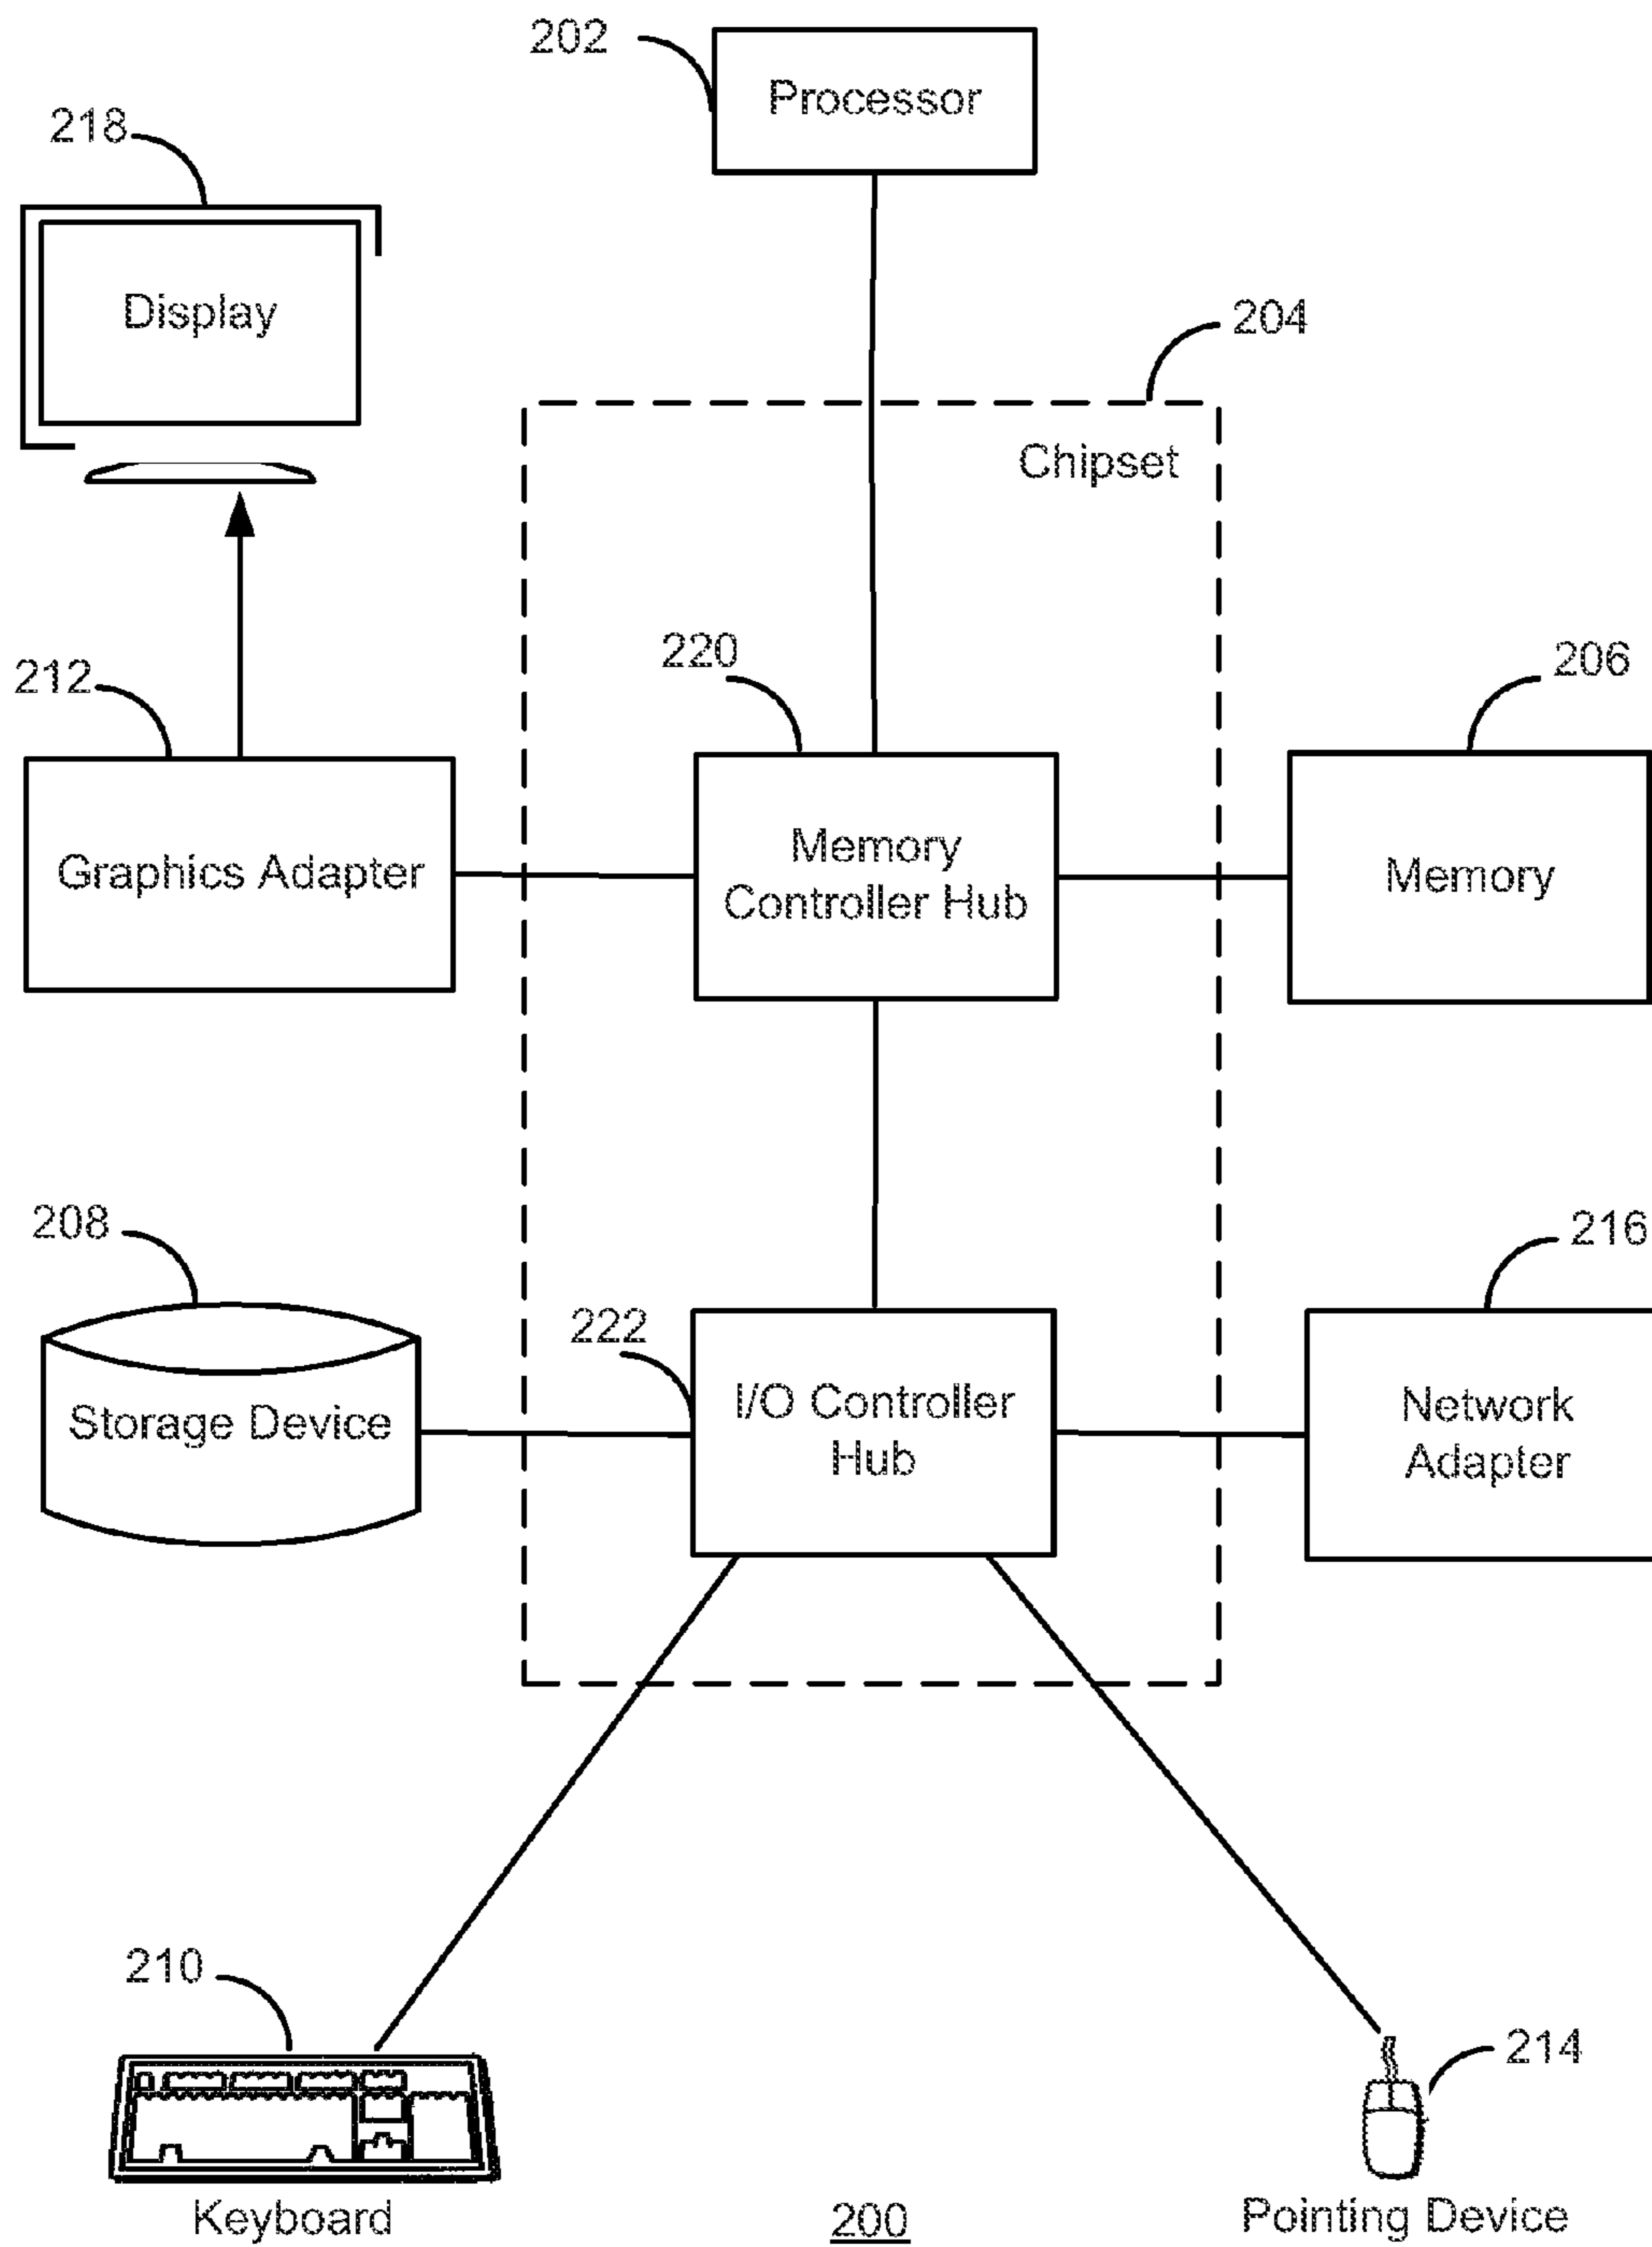 202
Processor
218
Display
204
Chipset
212
220
206
Graphics Adapter
Memory
Controller Hub
Memory
208
222
216
Storage Device
I/O Controller
Hub
Network
Adapter
210
214
Keyboard
200
Pointing Device